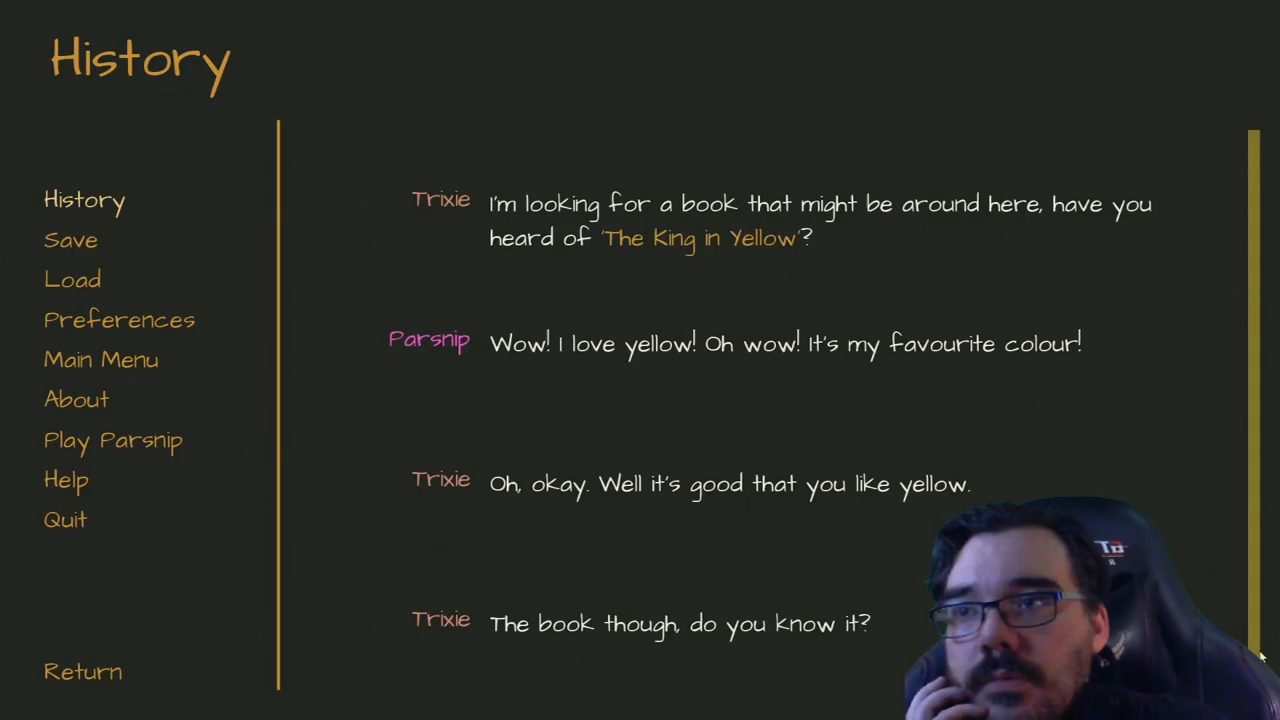 History
History
Save
Load
Preferences
Main Menu
About
Play Parsnip
Help
Quit
Return
Trixie
I'm looking for a book that might be around here, have you
heard of 'The King in Yellow'?
Parsnip
Wow! I love yellow! Oh wow! It's my favourite colour!
Trixie
Oh, okay. Well it's good that you like yellow.
Trixie
The book though, do you know it?